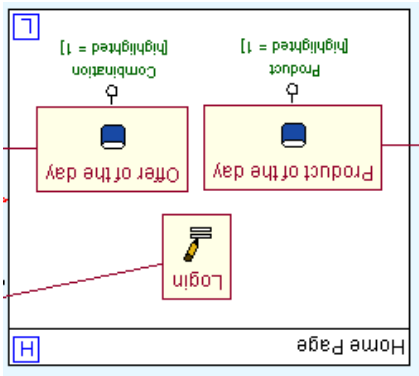 Home Page
H
Login
Product of the day
Offer of the day
Product
[highlighted = 1]
Combination
[highlighted = 1]
L